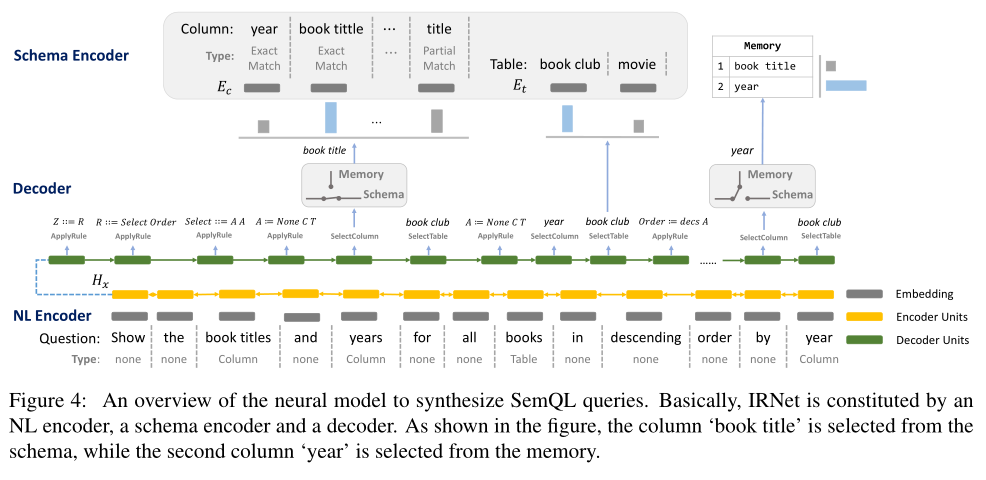 Schema Encoder
Column: year book tittle ... title
Type: Exact Match Exact Match ... Partial Match
Table: book club movie
E_c
E_t
...
Memory
1 book title
2 year
book title
year
Decoder
Memory
Schema
Memory
Schema
Z ::= R R ::= Select Order Select ::= A A A ::= None C T book club A ::= None C T year book club Order ≔ decs A book club
ApplyRule ApplyRule ApplyRule ApplyRule SelectColumn SelectTable ApplyRule SelectColumn SelectTable ApplyRule SelectColumn SelectTable
......
H_x
NL Encoder
Question: Show the book titles and years for all books in descending order by year
Type: none none Column none Column none none Table none none none none Column
Embedding
Encoder Units
Decoder Units
Figure 4: An overview of the neural model to synthesize SemQL queries. Basically, IRNet is constituted by an
NL encoder, a schema encoder and a decoder. As shown in the figure, the column ‘book title’ is selected from the
schema, while the second column ‘year’ is selected from the memory.